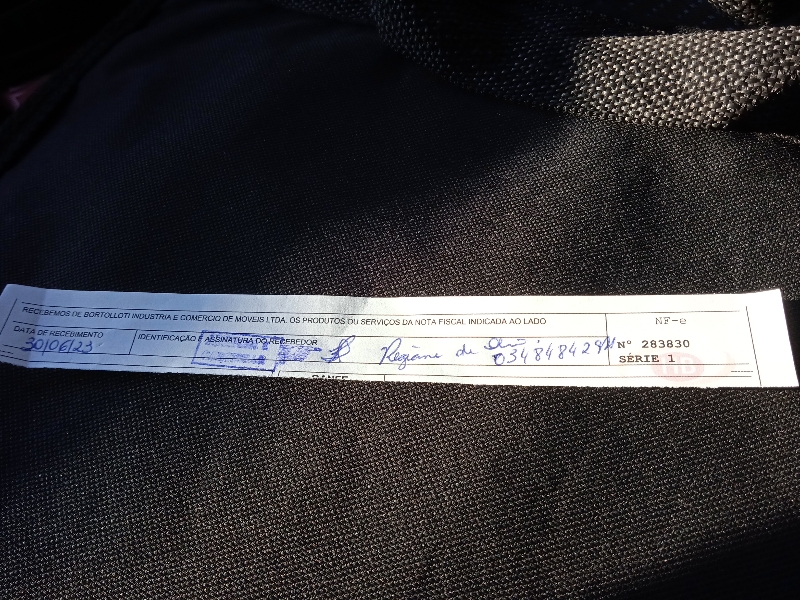 RECEBEMOS DE BORTOLLOTI INDUSTRIA E COMERCIO DE MOVEIS LTDA. OS PRODUTOS OU SERVIÇOS DA NOTA FISCAL INDICADA AO LADO
NF-e
DATA DE RECEBIMENTO
30/06/23
IDENTIFICAÇÃO E ASSINATURA DO RECEBEDOR
Regiane de
Nº 283830
SÉRIE 1
DANFE